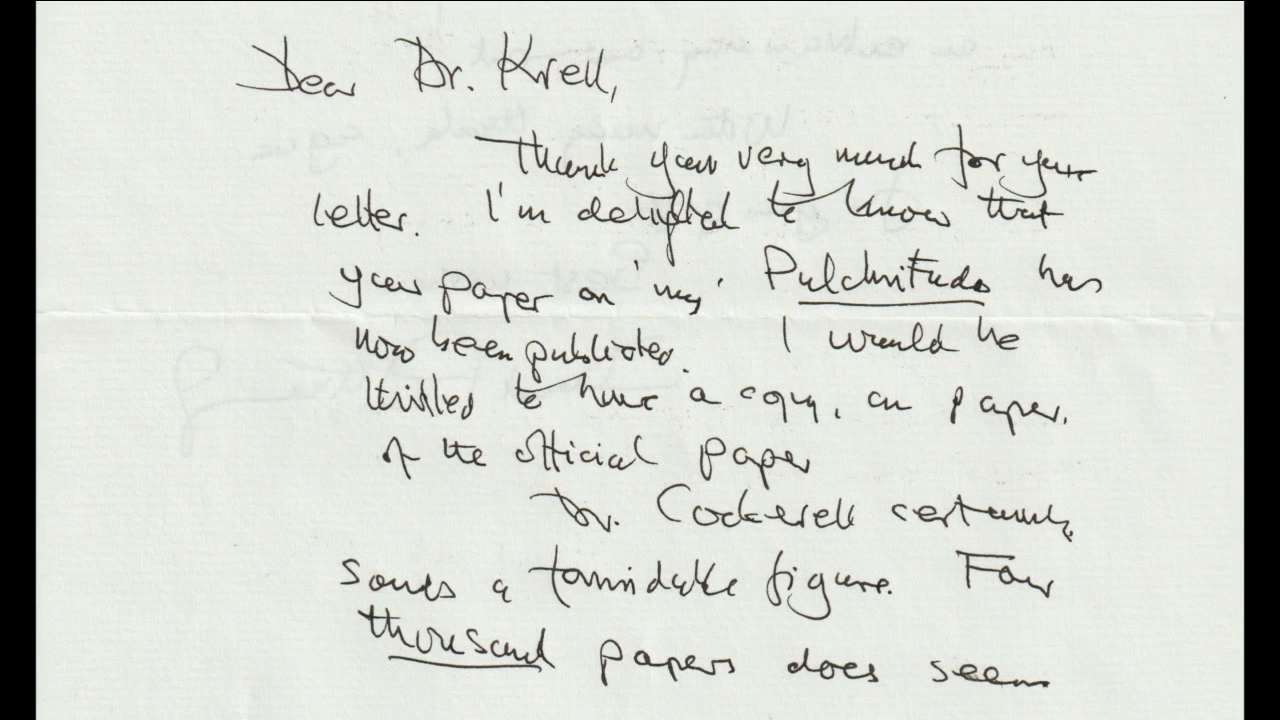 Dear Dr. Krell,
Thank you very much for your
letter. I'm delighted to know that
your paper on 'my' Pulchritudo has
now been published. I would be
thrilled to have a copy, on paper,
of the official paper
Dr. Cockerell certainly
sounds a formidable figure. Four
thousand papers does seem